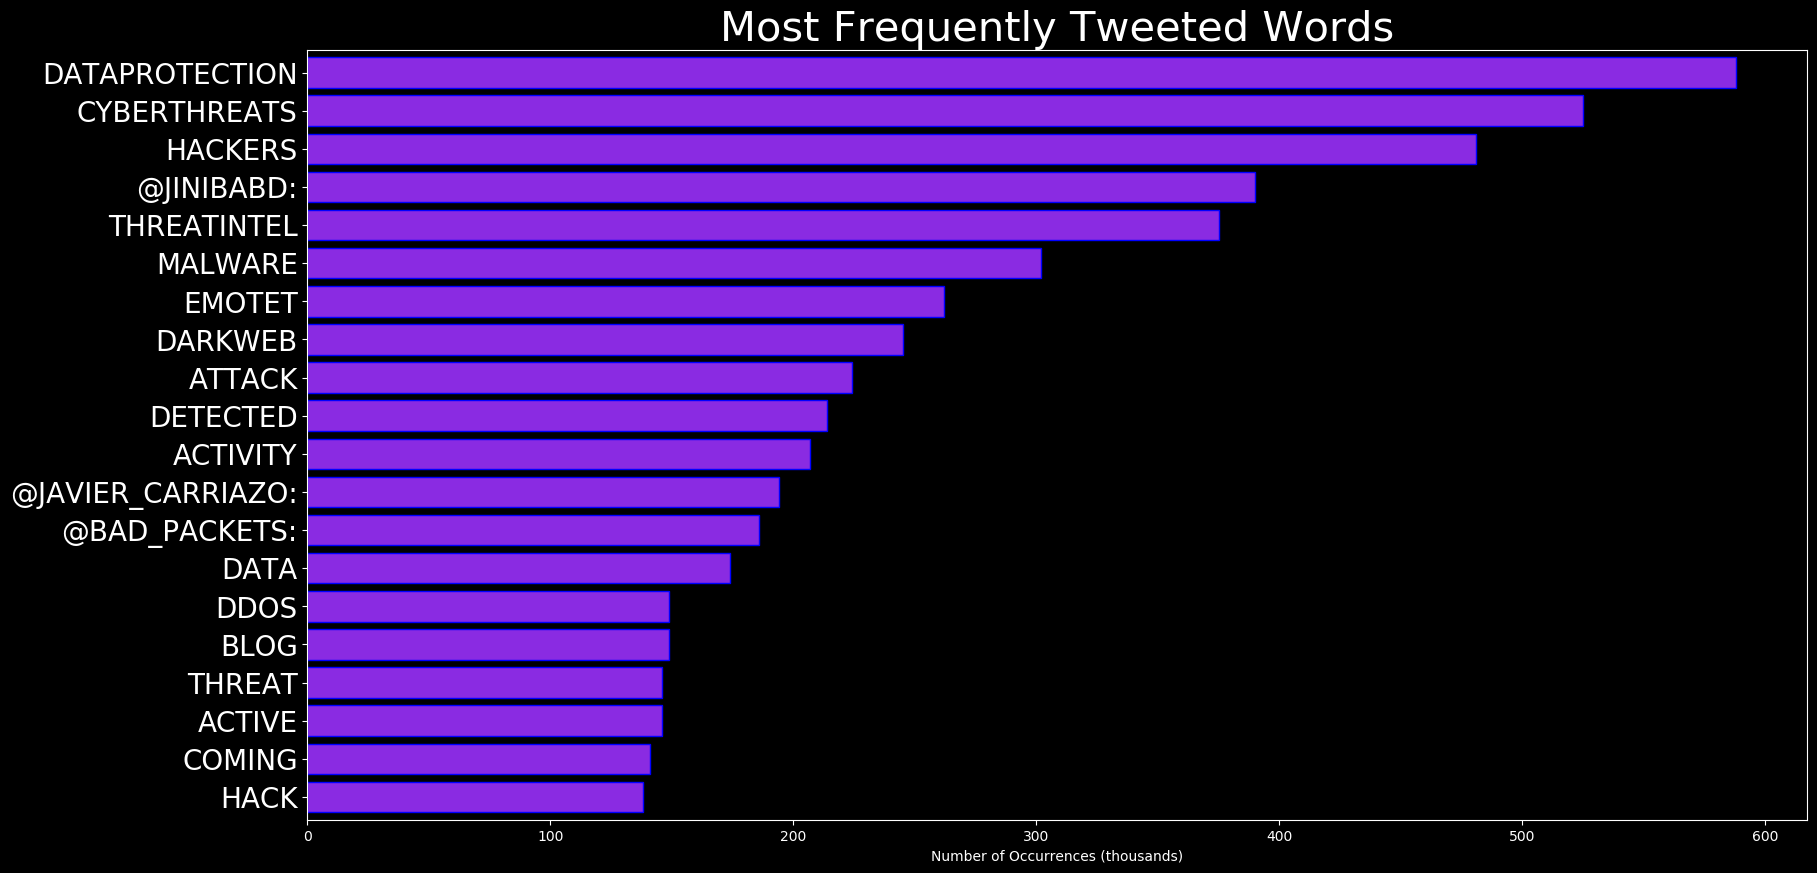 Most Frequently Tweeted Words
DATAPROTECTION
CYBERTHREATS
HACKERS
@JINIBABD:
THREATINTEL
MALWARE
EMOTET
DARKWEB
ATTACK
DETECTED
ACTIVITY
@JAVIER_CARRIAZO:
@BAD_PACKETS:
DATA
DDOS
BLOG
THREAT
ACTIVE
COMING
HACK
0 100 200 300 400 500 600
Number of Occurrences (thousands)